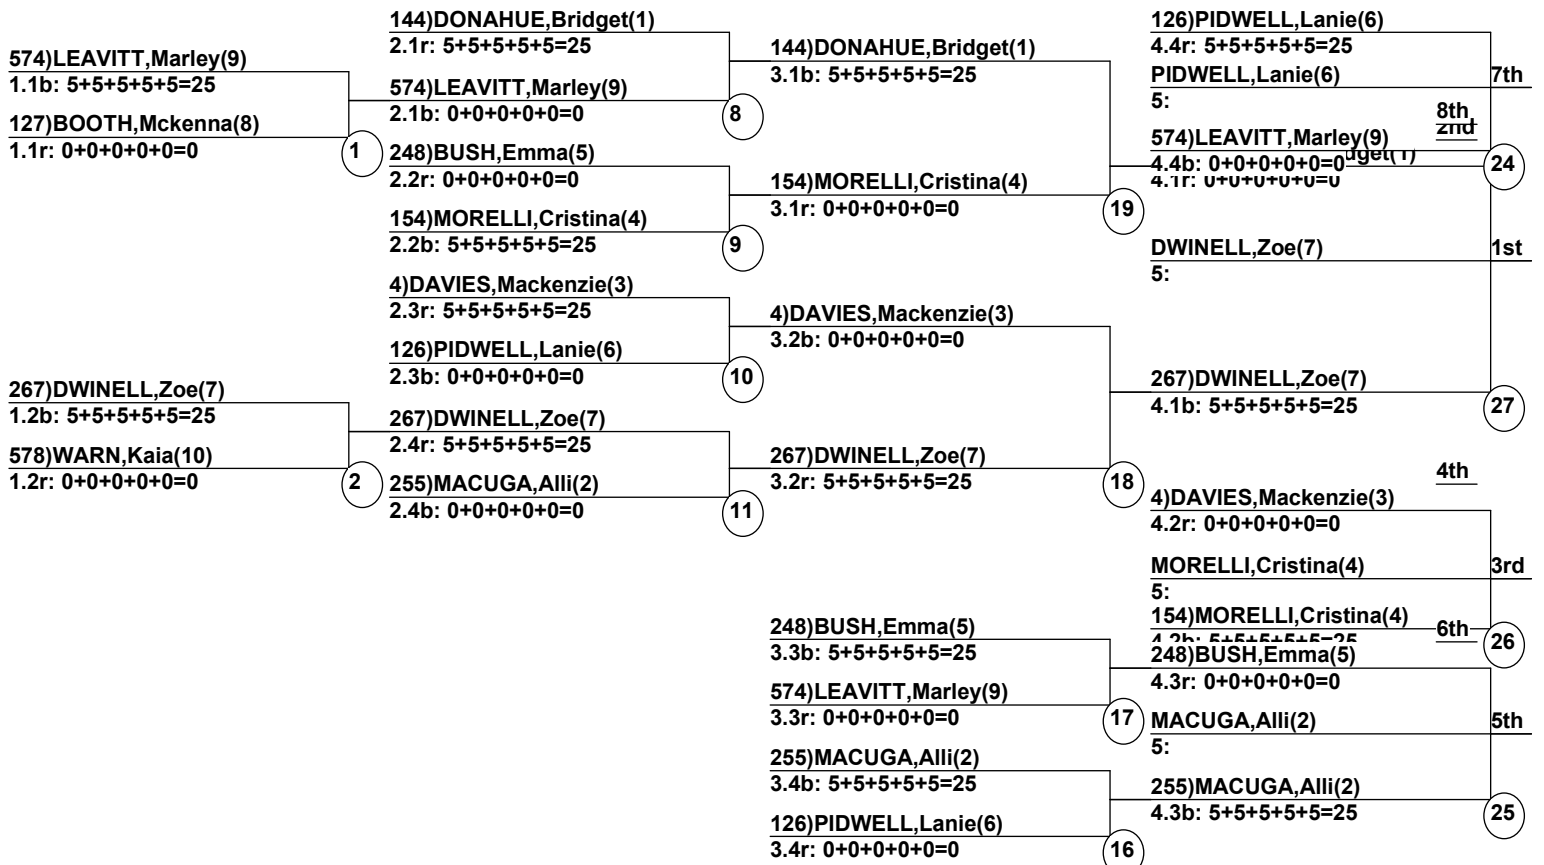 574)LEAVITT,Marley(9)
1.1b: 5+5+5+5+5=25
127)BOOTH,Mckenna(8)
1.1r: 0+0+0+0+0=0
1
267)DWINELL,Zoe(7)
1.2b: 5+5+5+5+5=25
578)WARN,Kaia(10)
1.2r: 0+0+0+0+0=0
2
144)DONAHUE,Bridget(1)
2.1r: 5+5+5+5+5=25
574)LEAVITT,Marley(9)
2.1b: 0+0+0+0+0=0
8
248)BUSH,Emma(5)
2.2r: 0+0+0+0+0=0
154)MORELLI,Cristina(4)
2.2b: 5+5+5+5+5=25
9
4)DAVIES,Mackenzie(3)
2.3r: 5+5+5+5+5=25
126)PIDWELL,Lanie(6)
2.3b: 0+0+0+0+0=0
10
267)DWINELL,Zoe(7)
2.4r: 5+5+5+5+5=25
255)MACUGA,Alli(2)
2.4b: 0+0+0+0+0=0
11
144)DONAHUE,Bridget(1)
3.1b: 5+5+5+5+5=25
154)MORELLI,Cristina(4)
3.1r: 0+0+0+0+0=0
19
4)DAVIES,Mackenzie(3)
3.2b: 0+0+0+0+0=0
267)DWINELL,Zoe(7)
3.2r: 5+5+5+5+5=25
18
248)BUSH,Emma(5)
3.3b: 5+5+5+5+5=25
574)LEAVITT,Marley(9)
3.3r: 0+0+0+0+0=0
17
255)MACUGA,Alli(2)
3.4b: 5+5+5+5+5=25
126)PIDWELL,Lanie(6)
3.4r: 0+0+0+0+0=0
16
126)PIDWELL,Lanie(6)
4.4r: 5+5+5+5+5=25
PIDWELL,Lanie(6) 7th
5:
8th
2nd
574)LEAVITT,Marley(9)
4.4b: 0+0+0+0+0=0
24
4.1r: 0+0+0+0+0=0
DWINELL,Zoe(7) 1st
5:
267)DWINELL,Zoe(7)
4.1b: 5+5+5+5+5=25
27
4th
4)DAVIES,Mackenzie(3)
4.2r: 0+0+0+0+0=0
MORELLI,Cristina(4) 3rd
5:
154)MORELLI,Cristina(4)
4.2b: 5+5+5+5+5=25
6th
26
248)BUSH,Emma(5)
4.3r: 0+0+0+0+0=0
MACUGA,Alli(2) 5th
5:
255)MACUGA,Alli(2)
4.3b: 5+5+5+5+5=25
25